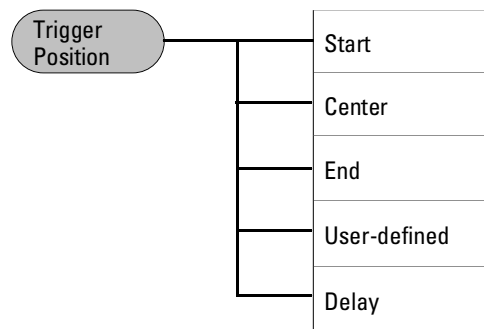 Trigger
Position
Start
Center
End
User-defined
Delay